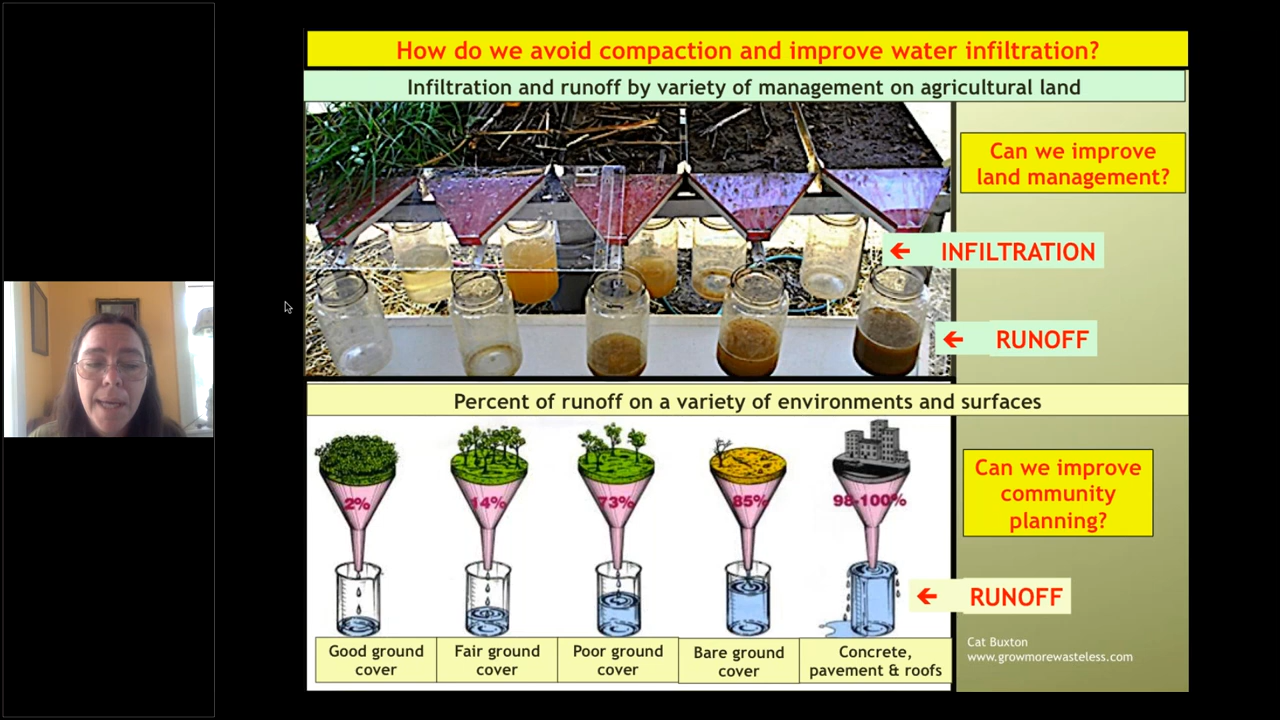 How do we avoid compaction and improve water infiltration?
Infiltration and runoff by variety of management on agricultural land
Can we improve
land management?
← INFILTRATION
← RUNOFF
Percent of runoff on a variety of environments and surfaces
2%
14%
73%
85%
98-100%
Can we improve
community
planning?
← RUNOFF
Good ground
cover
Fair ground
cover
Poor ground
cover
Bare ground
cover
Concrete,
pavement & roofs
Cat Buxton
www.growmorewasteless.com